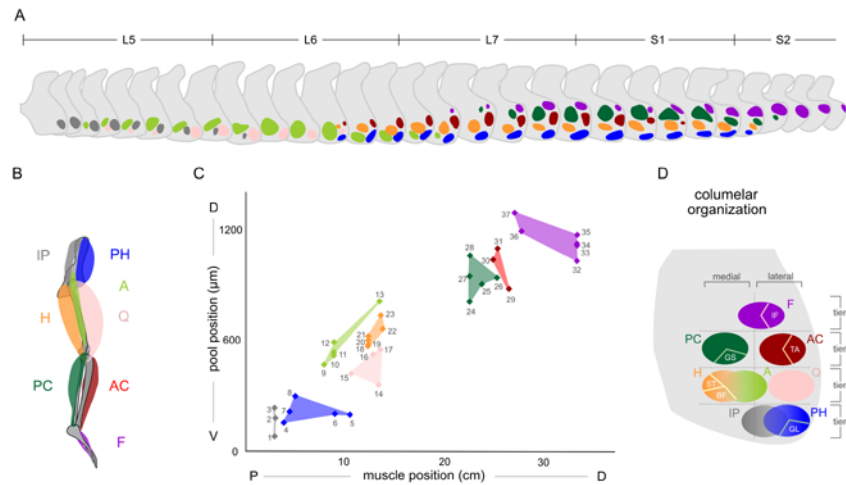 A
L5 L6 L7 S1 S2
B
IP PH
A
H Q
PC AC
F
C
D
1200
600
0
V
pool position (µm)
37
36
35
34
33
32
31
30
29
28
27
26
25
24
13
23
22
21
20
19
18
17
16
15
14
12
11
10
9
8
7
6
5
4
3
2
1
10 20 30
P muscle position (cm) D
D
columelar
organization
medial lateral
F
IF
tier
PC AC
GS TA
tier
H A Q
ST
BF
tier
IP PH
GL
tier